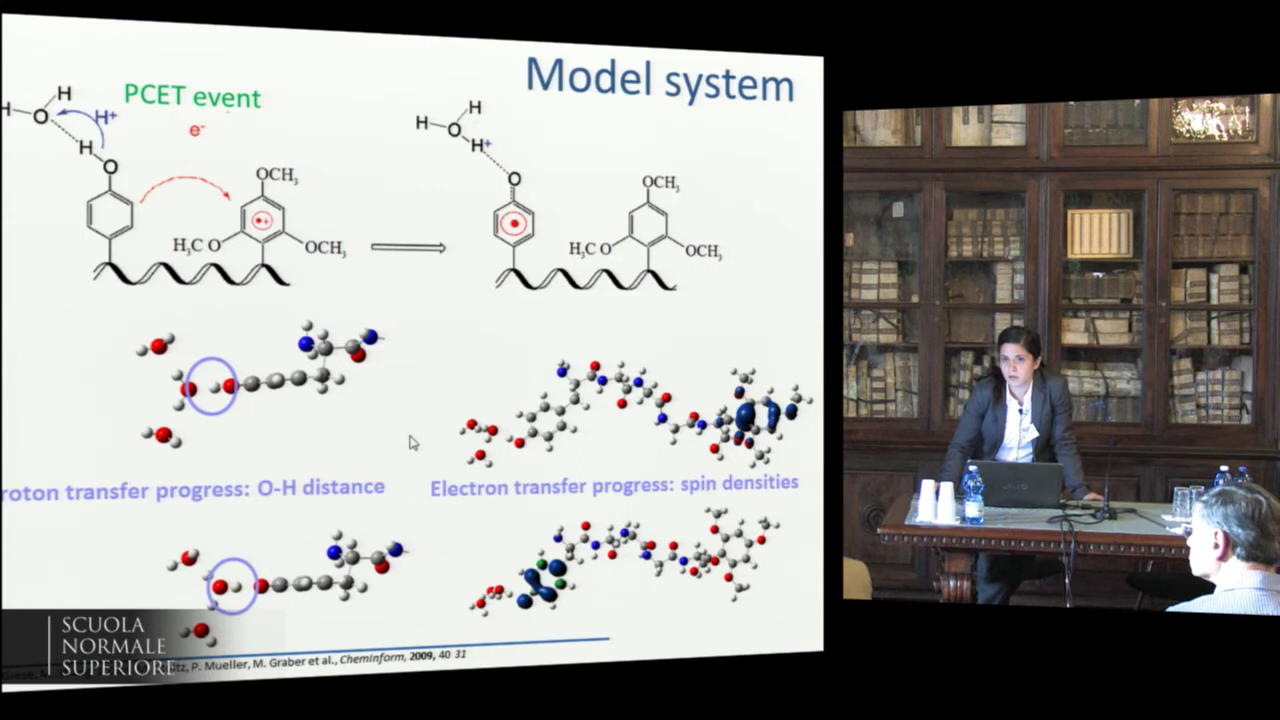 Model system
PCET event
H
H
H+
e-
O
H
O
OCH3
H3C O
OCH3
H
H
O
H+
O
OCH3
H3C O
OCH3
roton transfer progress: O-H distance
Electron transfer progress: spin densities
SCUOLA
NORMALE
SUPERIORE
P. Mueller, M. Graber et al., Cheminform, 2009, 40 31